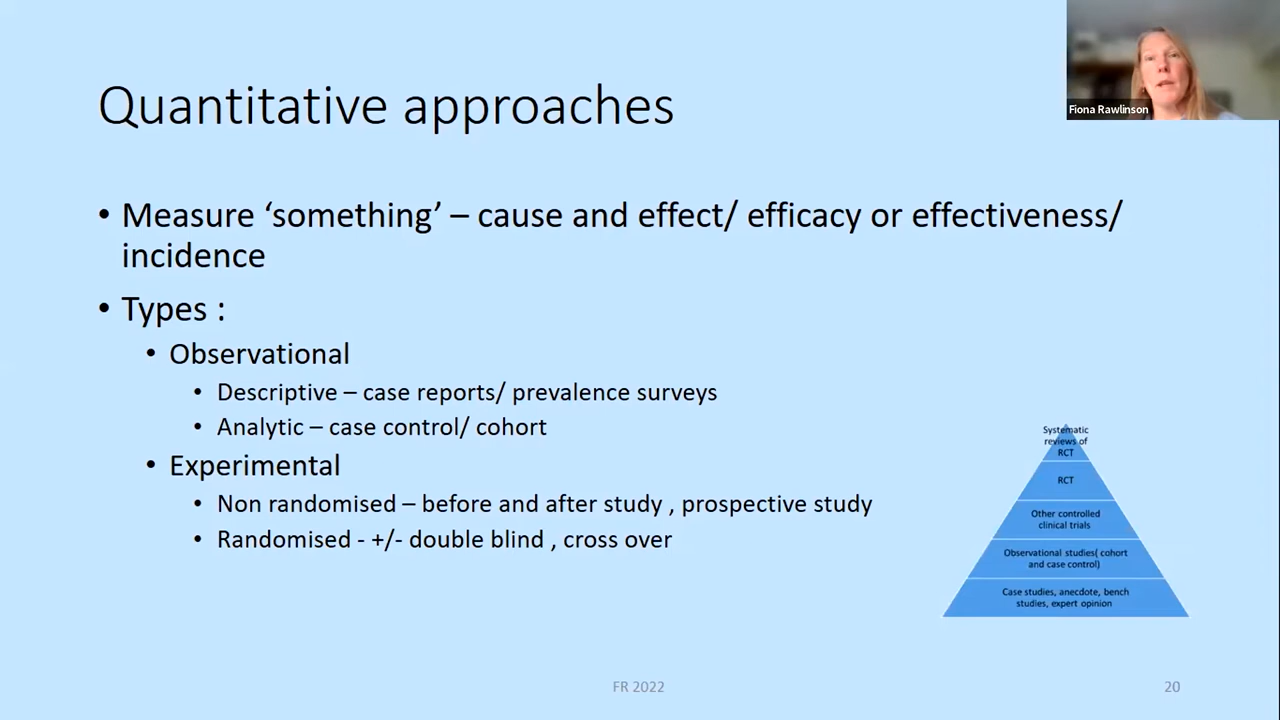 Quantitative approaches
Fiona Rawlinson
• Measure ‘something’ – cause and effect/ efficacy or effectiveness/
incidence
• Types :
• Observational
• Descriptive – case reports/ prevalence surveys
• Analytic – case control/ cohort
• Experimental
• Non randomised – before and after study , prospective study
• Randomised - +/- double blind , cross over
Systematic
reviews of
RCT
RCT
Other controlled
clinical trials
Observational studies( cohort
and case control)
Case studies, anecdote, bench
studies, expert opinion
FR 2022
20